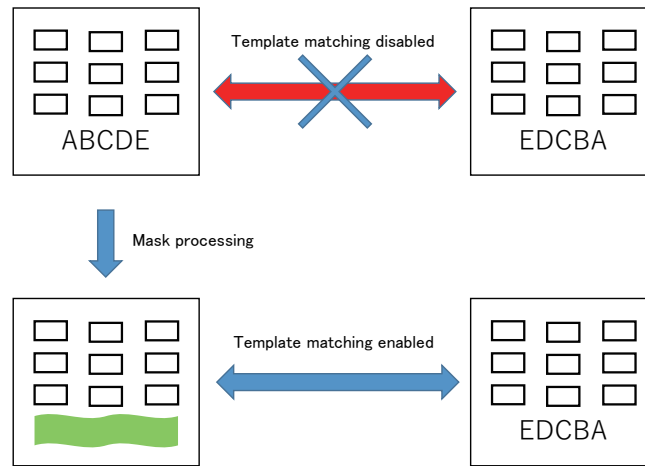 Template matching disabled
ABCDE
EDCBA
Mask processing
Template matching enabled
EDCBA